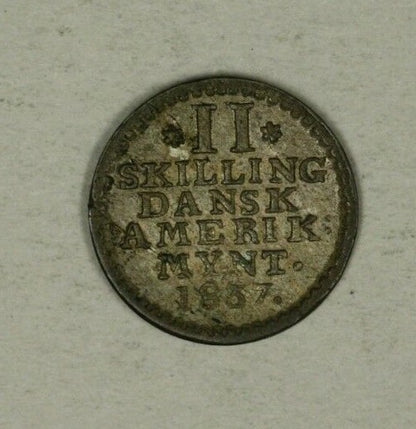 * II *
SKILLING
DANSK
AMERIK:
MYNT.
1837.